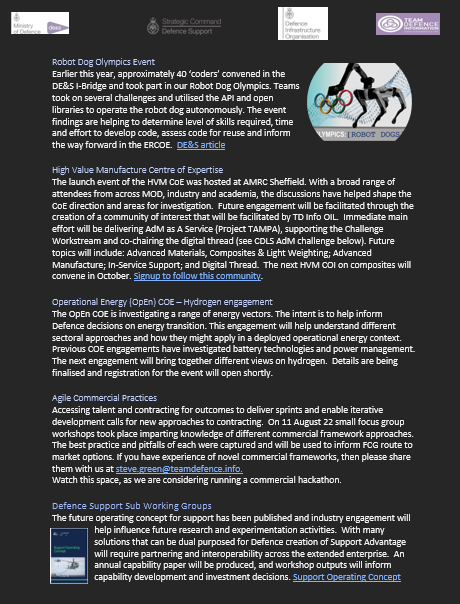 Ministry of Defence
Strategic Command
Defence Support
Defence Infrastructure Organisation
TEAM DEFENCE INFORMATION
Robot Dog Olympics Event
Earlier this year, approximately 40 'coders' convened in the
DE&S I-Bridge and took part in our Robot Dog Olympics. Teams
took on several challenges and utilised the API and open
libraries to operate the robot dog autonomously. The event
findings are helping to determine level of skills required, time
and effort to develop code, assess code for reuse and inform
the way forward in the ERCOE. DE&S article
OLYMPICS | ROBOT DOGS
High Value Manufacture Centre of Expertise
The launch event of the HVM CoE was hosted at AMRC Sheffield. With a broad range of
attendees from across MOD, industry and academia, the discussions have helped shape the
CoE direction and areas for investigation. Future engagement will be facilitated through the
creation of a community of interest that will be facilitated by TD Info OIL. Immediate main
effort will be delivering AdM as A Service (Project TAMPA), supporting the Challenge
Workstream and co-chairing the digital thread (see CDLS AdM challenge below). Future
topics will include: Advanced Materials, Composites & Light Weighting; Advanced
Manufacture; In-Service Support; and Digital Thread. The next HVM COI on composites will
convene in October. Signup to follow this community.
Operational Energy (OpEn) COE – Hydrogen engagement
The OpEn COE is investigating a range of energy vectors. The intent is to help inform
Defence decisions on energy transition. This engagement will help understand different
sectoral approaches and how they might apply in a deployed operational energy context.
Previous COE engagements have investigated battery technologies and power management.
The next engagement will bring together different views on hydrogen. Details are being
finalised and registration for the event will open shortly.
Agile Commercial Practices
Accessing talent and contracting for outcomes to deliver sprints and enable iterative
development calls for new approaches to contracting. On 11 August 22 small focus group
workshops took place imparting knowledge of different commercial framework approaches.
The best practice and pitfalls of each were captured and will be used to inform FCG route to
market options. If you have experience of novel commercial frameworks, then please share
them with us at steve.green@teamdefence.info.
Watch this space, as we are considering running a commercial hackathon.
Defence Support Sub Working Groups
The future operating concept for support has been published and industry engagement will
help influence future research and experimentation activities. With many
solutions that can be dual purposed for Defence creation of Support Advantage
will require partnering and interoperability across the extended enterprise. An
annual capability paper will be produced, and workshop outputs will inform
capability development and investment decisions. Support Operating Concept
Support Operating Concept